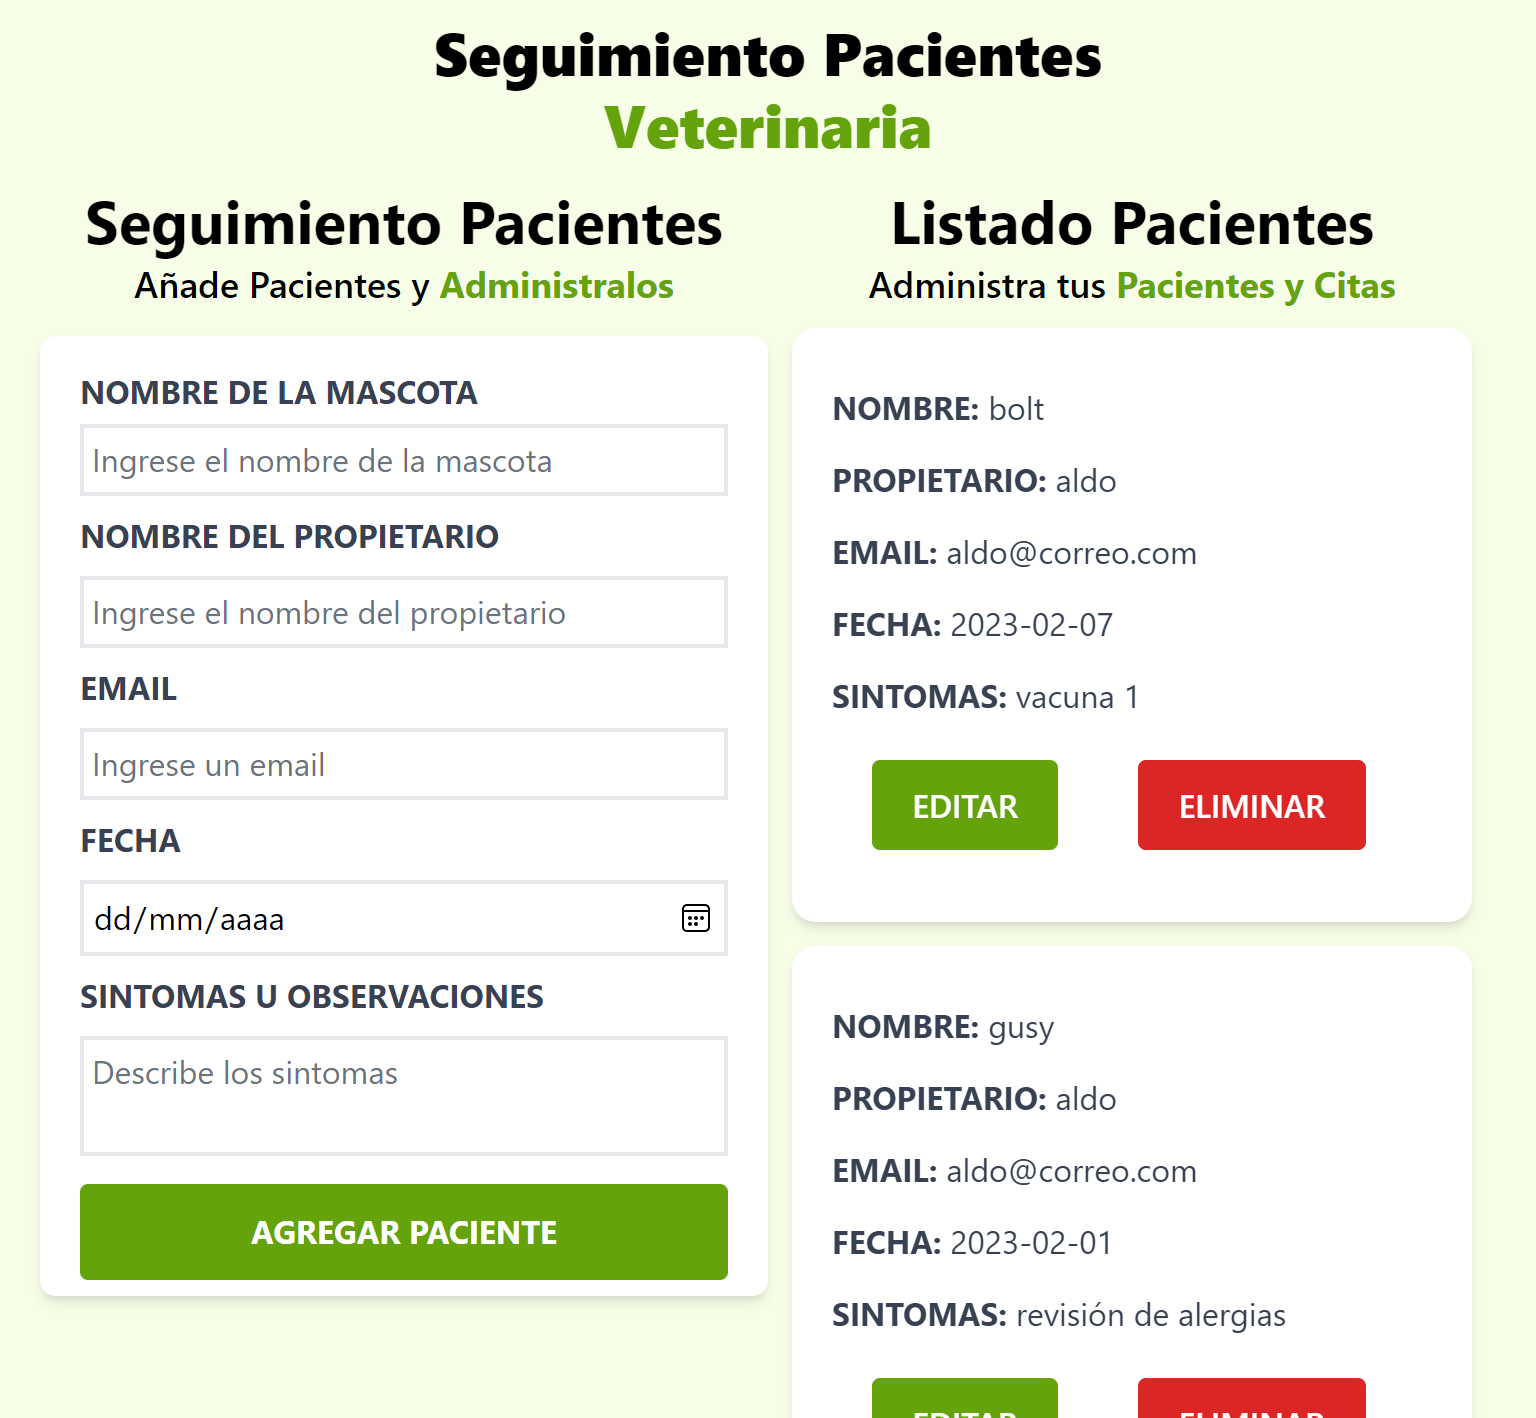 Seguimiento Pacientes
Veterinaria
Seguimiento Pacientes
Añade Pacientes y Administralos
NOMBRE DE LA MASCOTA
Ingrese el nombre de la mascota
NOMBRE DEL PROPIETARIO
Ingrese el nombre del propietario
EMAIL
Ingrese un email
FECHA
dd/mm/aaaa
SINTOMAS U OBSERVACIONES
Describe los sintomas
AGREGAR PACIENTE
Listado Pacientes
Administra tus Pacientes y Citas
NOMBRE: bolt
PROPIETARIO: aldo
EMAIL: aldo@correo.com
FECHA: 2023-02-07
SINTOMAS: vacuna 1
EDITAR ELIMINAR
NOMBRE: gusy
PROPIETARIO: aldo
EMAIL: aldo@correo.com
FECHA: 2023-02-01
SINTOMAS: revisión de alergias
EDITAR ELIMINAR